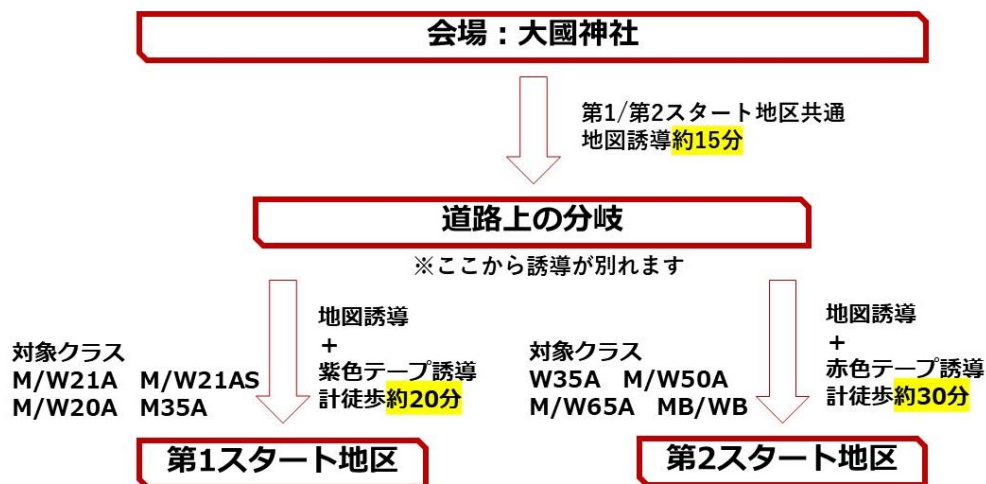 会場：大國神社
第1/第2スタート地区共通
地図誘導約15分
道路上の分岐
※ここから誘導が別れます
対象クラス
M/W21A M/W21AS
M/W20A M35A
地図誘導
+
紫色テープ誘導
計徒歩約20分
対象クラス
W35A M/W50A
M/W65A MB/WB
地図誘導
+
赤色テープ誘導
計徒歩約30分
第1スタート地区
第2スタート地区